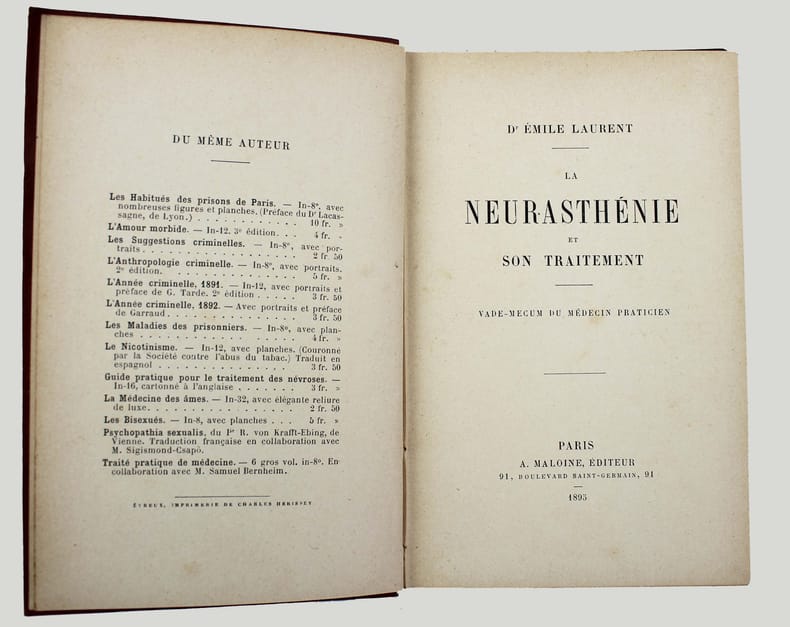 DU MÊME AUTEUR
Les Habitués des prisons de Paris. — In-8º, avec
nombreuses figures et planches. (Préface du Dr Lacas-
sagne, de Lyon.) . . . . . . . . . . . 10 fr. »
L'Amour morbide. — In-12. 3e édition. . . 4 fr. »
Les Suggestions criminelles. — In-8º, avec por-
traits. . . . . . . . . . . . . . . . . 2 fr. 50
L'Anthropologie criminelle. — In-8º, avec portraits.
2e édition. . . . . . . . . . . . . . . 5 fr. »
L'Année criminelle, 1891. — In-12, avec portraits et
préface de G. Tarde. 2e édition . . . . . 3 fr. 50
L'Année criminelle. 1892. — Avec portraits et préface
de Garraud. . . . . . . . . . . . . . . 3 fr. 50
Les Maladies des prisonniers. — In-8º, avec plan-
ches . . . . . . . . . . . . . . . . . 4 fr. »
Le Nicotinisme. — In-12, avec planches. (Couronné
par la Société contre l'abus du tabac.) Traduit en
espagnol . . . . . . . . . . . . . . . 3 fr. 50
Guide pratique pour le traitement des névroses. —
In-16, cartonné à l'anglaise . . . . . . . 3 fr. »
La Médecine des âmes. — In-32, avec élégante reliure
de luxe. . . . . . . . . . . . . . . . 2 fr. 50
Les Bisexués. — In-8, avec planches . . . 5 fr. »
Psychopathia sexualis, du Pr R. von Krafft-Ebing, de
Vienne. Traduction française en collaboration avec
M. Sigismond-Csapò.
Traité pratique de médecine. — 6 gros vol. in-8º. En
collaboration avec M. Samuel Bernheim.
ÉVREUX, IMPRIMERIE DE CHARLES HÉRISSEY
Dr ÉMILE LAURENT
LA
NEURASTHÉNIE
ET
SON TRAITEMENT
VADE-MECUM DU MÉDECIN PRATICIEN
PARIS
A. MALOINE, ÉDITEUR
91, BOULEVARD SAINT-GERMAIN, 91
1895